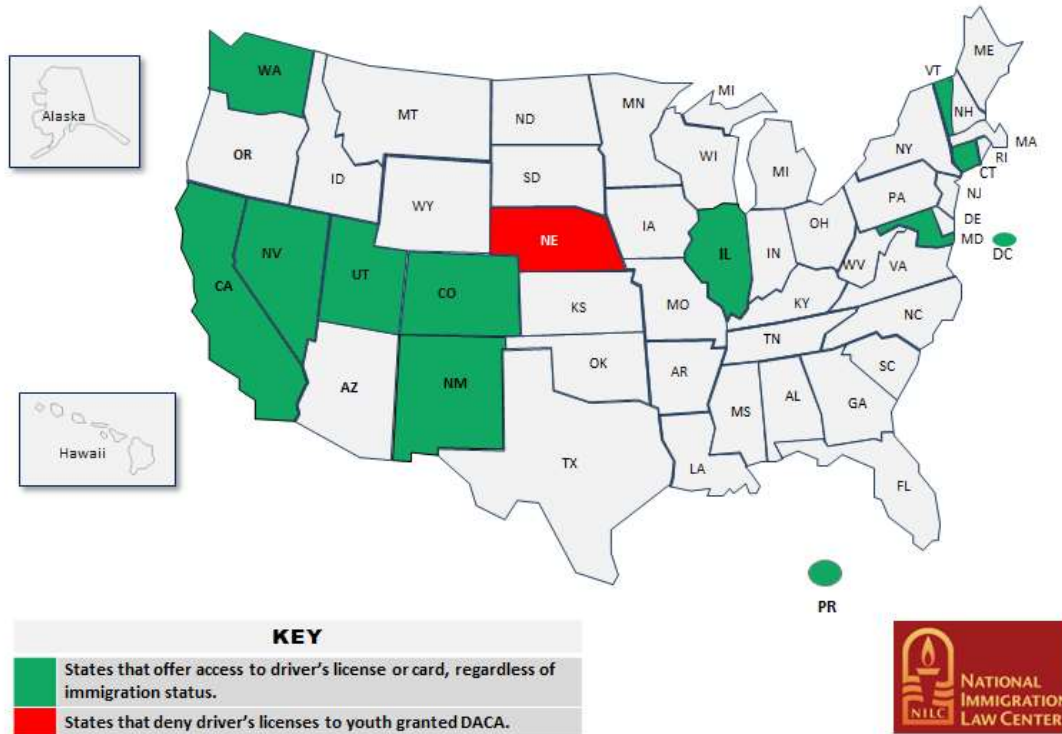 ME
WA
VT
MI
MT
ND
MN
NH
Alaska
MA
OR
NY
WI
MI
RI
ID
SD
CT
WY
PA
NJ
IA
OH
DE
NE
MD
NV
IL
IN
DC
UT
WV
VA
CA
CO
KS
MO
KY
NC
TN
OK
SC
AZ
NM
AR
MS
AL
GA
Hawaii
TX
LA
FL
PR
KEY
States that offer access to driver's license or card, regardless of
immigration status.
States that deny driver's licenses to youth granted DACA.
NILC
NATIONAL
IMMIGRATION
LAW CENTER